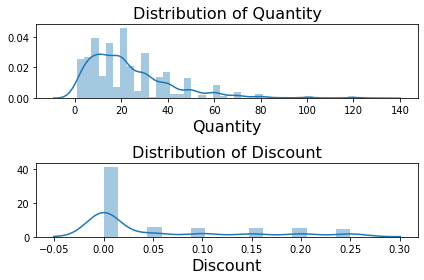 Distribution of Quantity
0.04
0.02
0.00
0 20 40 60 80 100 120 140
Quantity
Distribution of Discount
40
20
0
−0.05 0.00 0.05 0.10 0.15 0.20 0.25 0.30
Discount